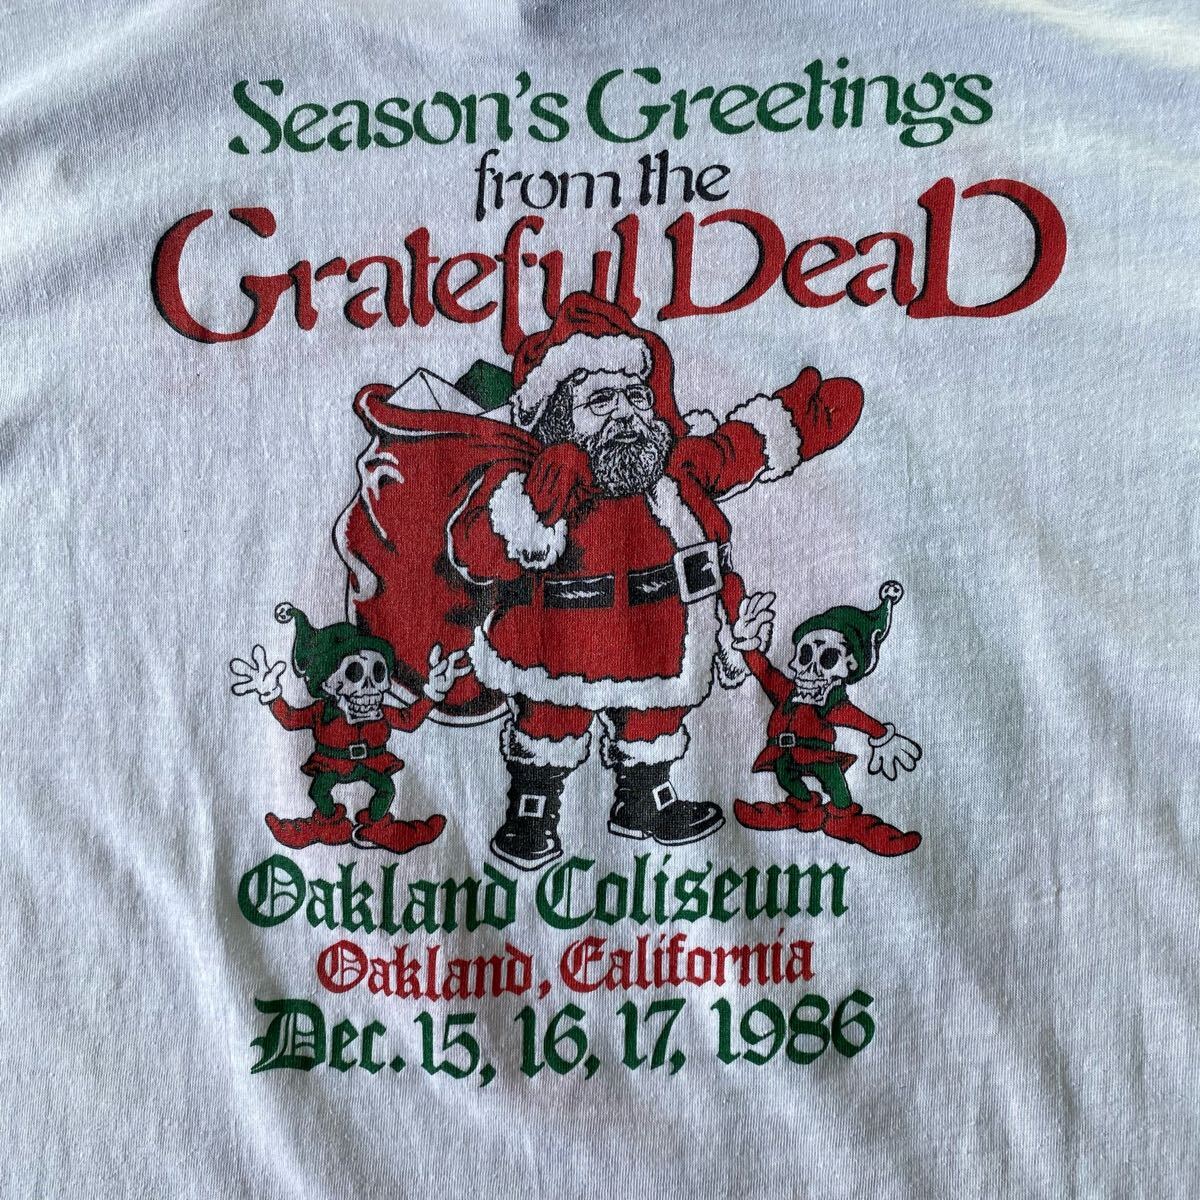 Season's Greetings
from the
Grateful Dead
Oakland Coliseum
Oakland, California
Dec. 15, 16, 17, 1986